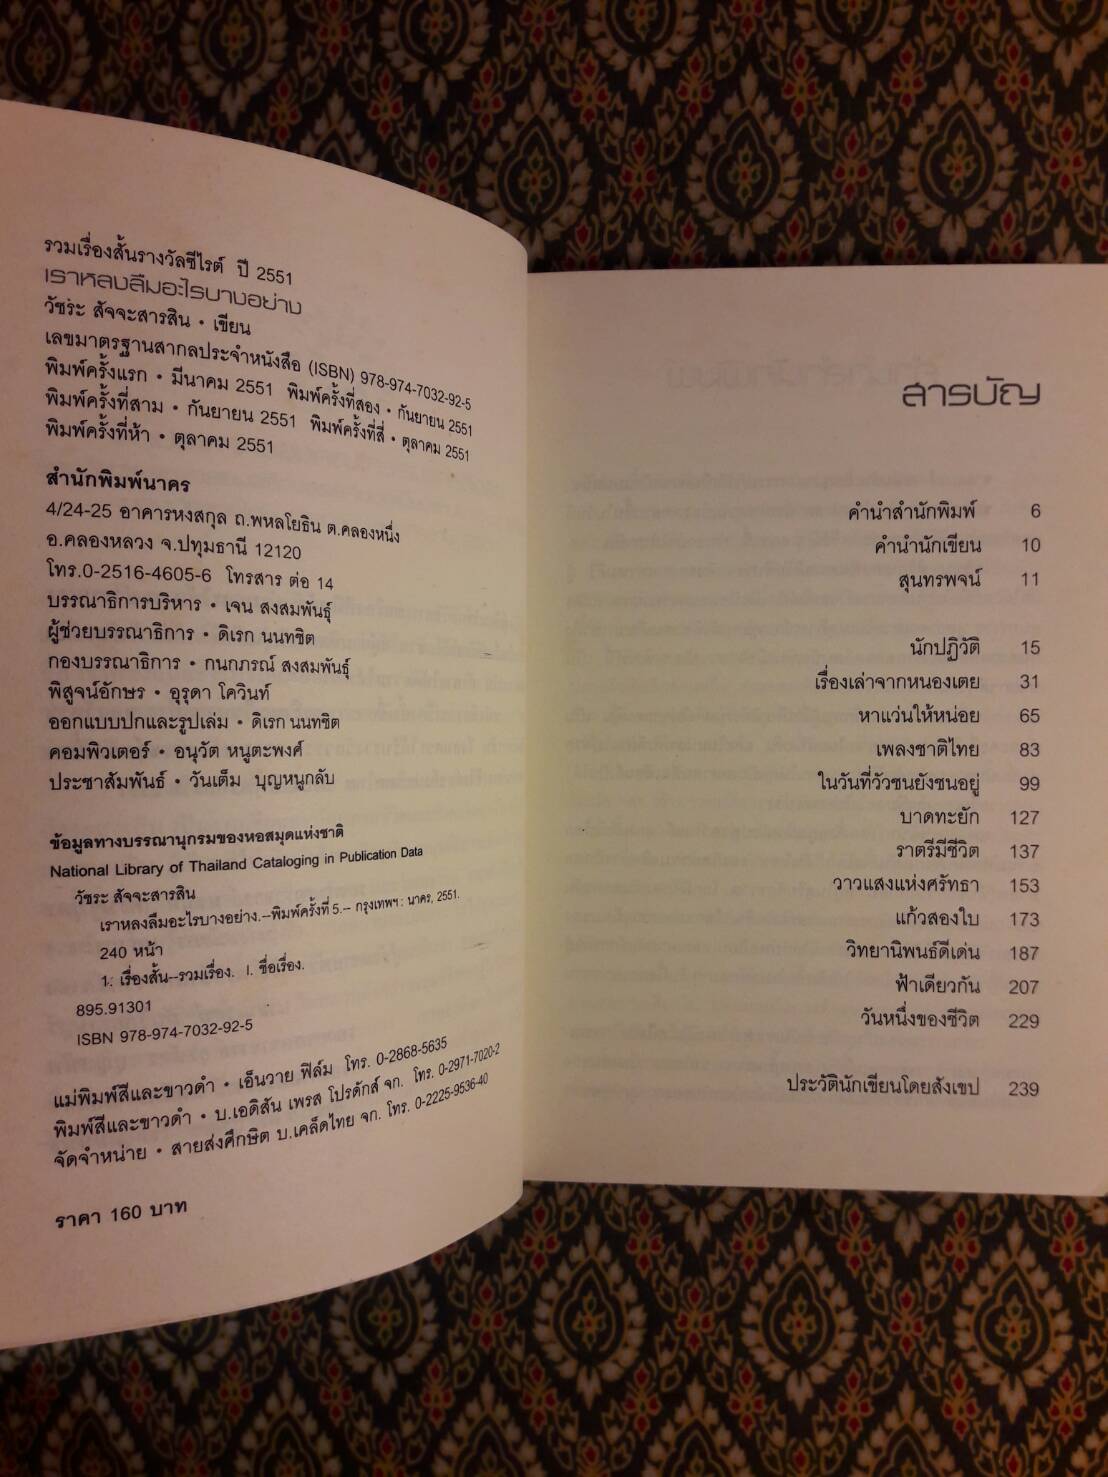 รวมเรื่องสั้นรางวัลซีไรต์ ปี 2551
เราหลงลืมอะไรบางอย่าง
วัชระ สัจจะสารสิน • เขียน
เลขมาตรฐานสากลประจำหนังสือ (ISBN) 978-974-7032-92-5
พิมพ์ครั้งแรก • มีนาคม 2551 พิมพ์ครั้งที่สอง • กันยายน 2551
พิมพ์ครั้งที่สาม • กันยายน 2551 พิมพ์ครั้งที่สี่ • ตุลาคม 2551
พิมพ์ครั้งที่ห้า • ตุลาคม 2551
สำนักพิมพ์นาคร
4/24-25 อาคารหงสกุล ถ.พหลโยธิน ต.คลองหนึ่ง
อ.คลองหลวง จ.ปทุมธานี 12120
โทร.0-2516-4605-6 โทรสาร ต่อ 14
บรรณาธิการบริหาร • เจน สงสมพันธุ์
ผู้ช่วยบรรณาธิการ • ดิเรก นนทชิต
กองบรรณาธิการ • กนกภรณ์ สงสมพันธุ์
พิสูจน์อักษร • อุรุดา โควินท์
ออกแบบปกและรูปเล่ม • ดิเรก นนทชิต
คอมพิวเตอร์ • อนุวัต หนูตะพงศ์
ประชาสัมพันธ์ • วันเต็ม บุญหนูกลับ
ข้อมูลทางบรรณานุกรมของหอสมุดแห่งชาติ
National Library of Thailand Cataloging in Publication Data
วัชระ สัจจะสารสิน
เราหลงลืมอะไรบางอย่าง.--พิมพ์ครั้งที่ 5.-- กรุงเทพฯ : นาคร, 2551.
240 หน้า
1. เรื่องสั้น--รวมเรื่อง. I. ชื่อเรื่อง.
895.91301
ISBN 978-974-7032-92-5
แม่พิมพ์สีและขาวดำ • เอ็นวาย ฟิล์ม โทร. 0-2868-5635
พิมพ์สีและขาวดำ • บ.เอดิสัน เพรส โปรดักส์ จก. โทร. 0-2971-7020-2
จัดจำหน่าย • สายส่งศึกษิต บ.เคล็ดไทย จก. โทร. 0-2225-9536-40
ราคา 160 บาท
สารบัญ
คำนำสำนักพิมพ์ 6
คำนำนักเขียน 10
สุนทรพจน์ 11
นักปฏิวัติ 15
เรื่องเล่าจากหนองเตย 31
หาแว่นให้หน่อย 65
เพลงชาติไทย 83
ในวันที่วัวชนยังชนอยู่ 99
บาดทะยัก 127
ราตรีมีชีวิต 137
วาวแสงแห่งศรัทธา 153
แก้วสองใบ 173
วิทยานิพนธ์ดีเด่น 187
ฟ้าเดียวกัน 207
วันหนึ่งของชีวิต 229
ประวัตินักเขียนโดยสังเขป 239